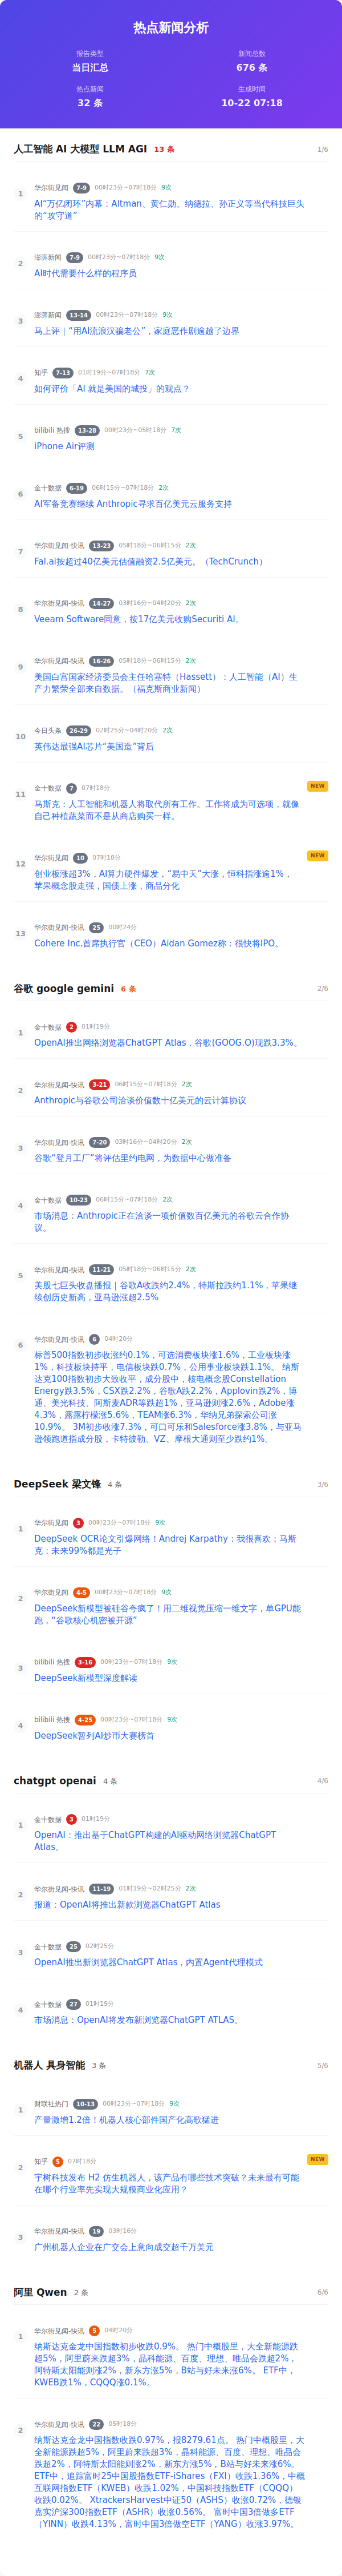 热点新闻分析
报告类型
新闻总数
当日汇总
676 条
热点新闻
生成时间
32 条
10-22 07:18
人工智能 AI 大模型 LLM AGI 13 条 1/6
1 华尔街见闻 7-9 00时23分~07时18分 9次
AI“万亿闭环”内幕：Altman、黄仁勋、纳德拉、孙正义等当代科技巨头
的“攻守道”
2 澎湃新闻 7-9 00时23分~07时18分 9次
AI时代需要什么样的程序员
3 澎湃新闻 13-14 00时23分~07时18分 9次
马上评｜“用AI流浪汉骗老公”，家庭恶作剧逾越了边界
4 知乎 7-13 01时19分~07时18分 7次
如何评价「AI 就是美国的城投」的观点？
5 bilibili 热搜 13-28 00时23分~05时18分 7次
iPhone Air评测
6 金十数据 6-19 06时15分~07时18分 2次
AI军备竞赛继续 Anthropic寻求百亿美元云服务支持
7 华尔街见闻-快讯 13-23 05时18分~06时15分 2次
Fal.ai按超过40亿美元估值融资2.5亿美元。（TechCrunch）
8 华尔街见闻-快讯 14-27 03时16分~04时20分 2次
Veeam Software同意，按17亿美元收购Securiti AI。
9 华尔街见闻-快讯 16-26 05时18分~06时15分 2次
美国白宫国家经济委员会主任哈塞特（Hassett）：人工智能（AI）生
产力繁荣全部来自数据。（福克斯商业新闻）
10 今日头条 26-29 02时25分~04时20分 2次
英伟达最强AI芯片“美国造”背后
11 金十数据 7 07时18分 NEW
马斯克：人工智能和机器人将取代所有工作。工作将成为可选项，就像
自己种植蔬菜而不是从商店购买一样。
12 华尔街见闻 10 07时18分 NEW
创业板涨超3%，AI算力硬件爆发，“易中天”大涨，恒科指涨逾1%，
苹果概念股走强，国债上涨，商品分化
13 华尔街见闻-快讯 25 00时24分
Cohere Inc.首席执行官（CEO）Aidan Gomez称：很快将IPO。
谷歌 google gemini 6 条 2/6
1 金十数据 2 01时19分
OpenAI推出网络浏览器ChatGPT Atlas，谷歌(GOOG.O)现跌3.3%。
2 华尔街见闻-快讯 3-21 06时15分~07时18分 2次
Anthropic与谷歌公司洽谈价值数十亿美元的云计算协议
3 华尔街见闻-快讯 7-20 03时16分~04时20分 2次
谷歌“登月工厂”将评估里约电网，为数据中心做准备
4 金十数据 10-23 06时15分~07时18分 2次
市场消息：Anthropic正在洽谈一项价值数百亿美元的谷歌云合作协
议。
5 华尔街见闻-快讯 11-21 05时18分~06时15分 2次
美股七巨头收盘播报｜谷歌A收跌约2.4%，特斯拉跌约1.1%，苹果继
续创历史新高，亚马逊涨超2.5%
6 华尔街见闻-快讯 6 04时20分
标普500指数初步收涨约0.1%，可选消费板块涨1.6%，工业板块涨
1%，科技板块持平，电信板块跌0.7%，公用事业板块跌1.1%。 纳斯
达克100指数初步大致收平，成分股中，核电概念股Constellation
Energy跌3.5%，CSX跌2.2%，谷歌A跌2.2%，Applovin跌2%，博
通、美光科技、阿斯麦ADR等跌超1%，亚马逊则涨2.6%，Adobe涨
4.3%，露露柠檬涨5.6%，TEAM涨6.3%，华纳兄弟探索公司涨
10.9%。 3M初步收涨7.3%，可口可乐和Salesforce涨3.8%，与亚马
逊领跑道指成分股，卡特彼勒、VZ、摩根大通则至少跌约1%。
DeepSeek 梁文锋 4 条 3/6
1 华尔街见闻 3 00时23分~07时18分 9次
DeepSeek OCR论文引爆网络！Andrej Karpathy：我很喜欢；马斯
克：未来99%都是光子
2 华尔街见闻 4-5 00时23分~07时18分 9次
DeepSeek新模型被硅谷夸疯了！用二维视觉压缩一维文字，单GPU能
跑，“谷歌核心机密被开源”
3 bilibili 热搜 3-16 00时23分~07时18分 9次
DeepSeek新模型深度解读
4 bilibili 热搜 4-25 00时23分~07时18分 9次
DeepSeek暂列AI炒币大赛榜首
chatgpt openai 4 条 4/6
1 金十数据 3 01时19分
OpenAI：推出基于ChatGPT构建的AI驱动网络浏览器ChatGPT
Atlas。
2 华尔街见闻-快讯 11-19 01时19分~02时25分 2次
报道：OpenAI将推出新款浏览器ChatGPT Atlas
3 金十数据 25 02时25分
OpenAI推出新浏览器ChatGPT Atlas，内置Agent代理模式
4 金十数据 27 01时19分
市场消息：OpenAI将发布新浏览器ChatGPT ATLAS。
机器人 具身智能 3 条 5/6
1 财联社热门 10-13 00时23分~07时18分 9次
产量激增1.2倍！机器人核心部件国产化高歌猛进
2 知乎 5 07时18分 NEW
宇树科技发布 H2 仿生机器人，该产品有哪些技术突破？未来最有可能
在哪个行业率先实现大规模商业化应用？
3 华尔街见闻-快讯 19 03时16分
广州机器人企业在广交会上意向成交超千万美元
阿里 Qwen 2 条 6/6
1 华尔街见闻-快讯 5 04时20分
纳斯达克金龙中国指数初步收跌0.9%。 热门中概股里，大全新能源跌
超5%，阿里蔚来跌超3%，晶科能源、百度、理想、唯品会跌超2%，
阿特斯太阳能则涨2%，新东方涨5%，B站与好未来涨6%。 ETF中，
KWEB跌1%，CQQQ涨0.1%。
2 华尔街见闻-快讯 22 05时18分
纳斯达克金龙中国指数收跌0.97%，报8279.61点。 热门中概股里，大
全新能源跌超5%，阿里蔚来跌超3%，晶科能源、百度、理想、唯品会
跌超2%，阿特斯太阳能则涨2%，新东方涨5%，B站与好未来涨6%。
ETF中，追踪富时25中国股指数ETF-iShares（FXI）收跌1.36%，中概
互联网指数ETF（KWEB）收跌1.02%，中国科技指数ETF（CQQQ）
收跌0.02%。 XtrackersHarvest中证50（ASHS）收涨0.72%，德银
嘉实沪深300指数ETF（ASHR）收涨0.56%。 富时中国3倍做多ETF
（YINN）收跌4.13%，富时中国3倍做空ETF（YANG）收涨3.97%。